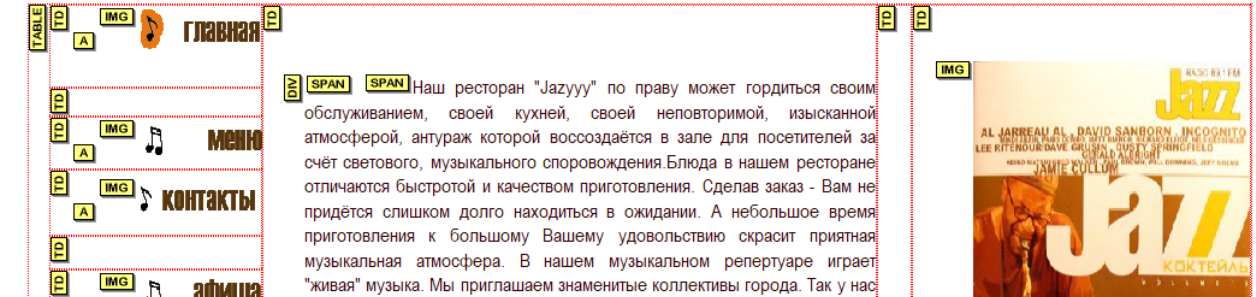 TABLE
TD
A
IMG
главная
TD
TD
IMG
A
меню
TD
IMG
A
контакты
TD
TD
IMG
афиша
TD
DIV SPAN SPAN Наш ресторан "Jazyyy" по праву может гордиться своим
обслуживанием, своей кухней, своей неповторимой, изысканной
атмосферой, антураж которой воссоздаётся в зале для посетителей за
счёт светового, музыкального споровождения.Блюда в нашем ресторане
отличаются быстротой и качеством приготовления. Сделав заказ - Вам не
придётся слишком долго находиться в ожидании. А небольшое время
приготовления к большому Вашему удовольствию скрасит приятная
музыкальная атмосфера. В нашем музыкальном репертуаре играет
"живая" музыка. Мы приглашаем знаменитые коллективы города. Так у нас
TD
TD
IMG
Jazz
AL JARREAU AL DAVID SANBORN INCOGNITO
LEE RITENOUR DAVE GRUSIN DUSTY SPRINGFIELD
GERALD ALBRIGHT
JAMIE CULLUM
Jazz
КОКТЕЙЛЬ